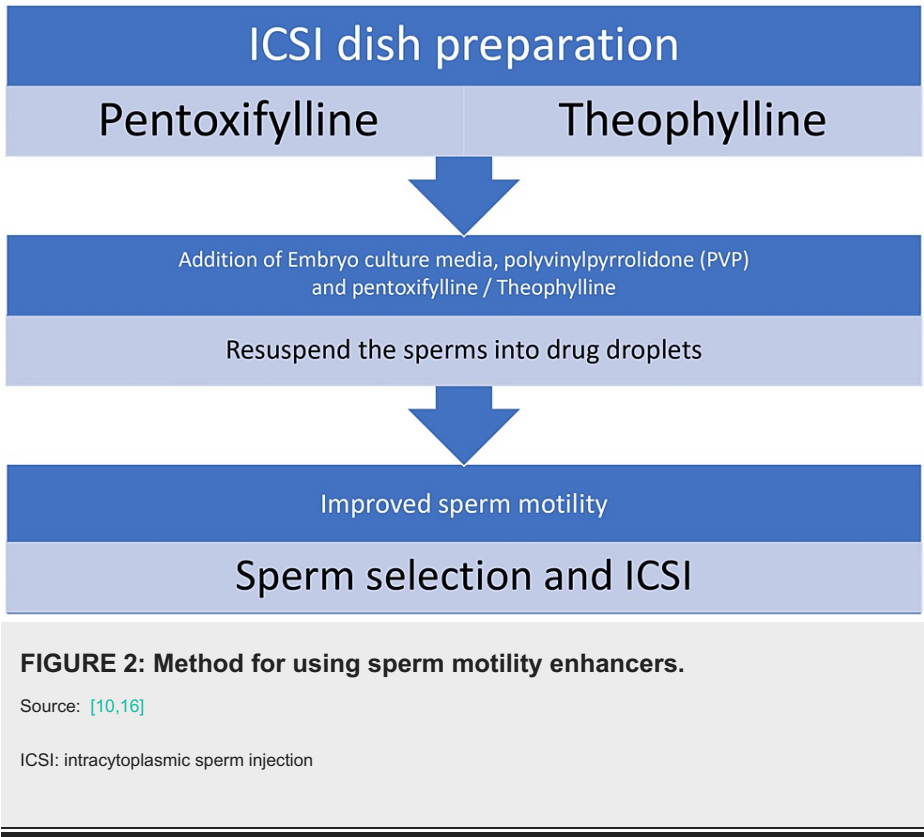 ICSI dish preparation
Pentoxifylline Theophylline
Addition of Embryo culture media, polyvinylpyrrolidone (PVP)
and pentoxifylline / Theophylline
Resuspend the sperms into drug droplets
Improved sperm motility
Sperm selection and ICSI
FIGURE 2: Method for using sperm motility enhancers.
Source: [10,16]
ICSI: intracytoplasmic sperm injection